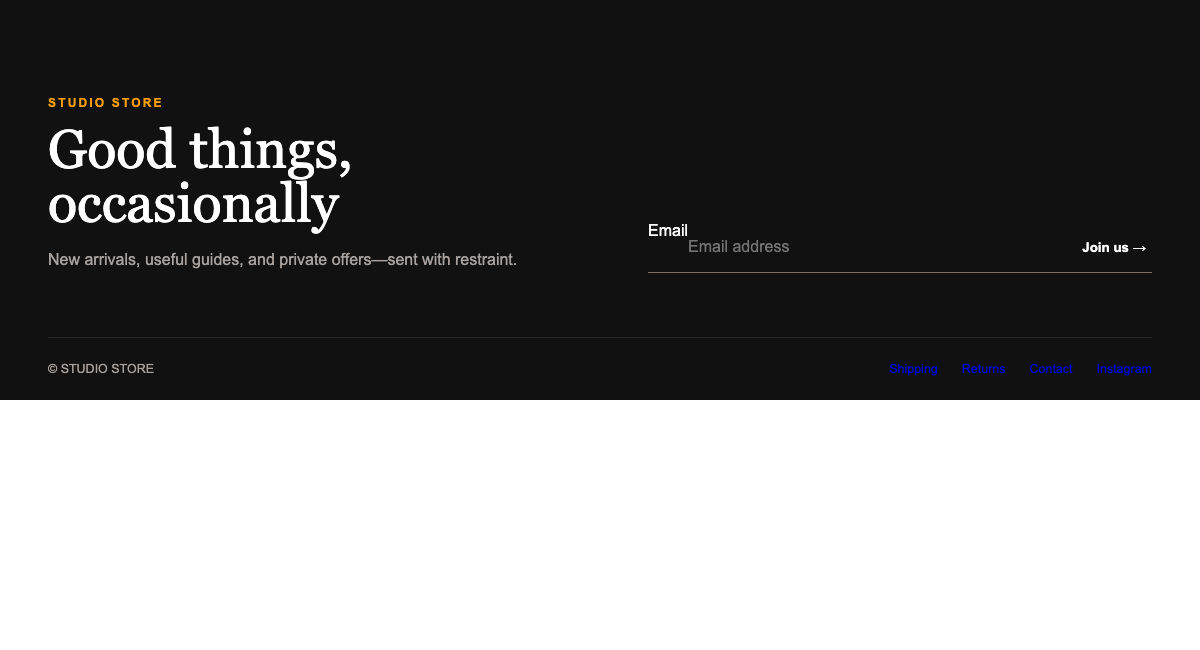 STUDIO STORE
Good things,
occasionally
New arrivals, useful guides, and private offers—sent with restraint.
Email
Email address
Join us →
© STUDIO STORE
Shipping
Returns
Contact
Instagram